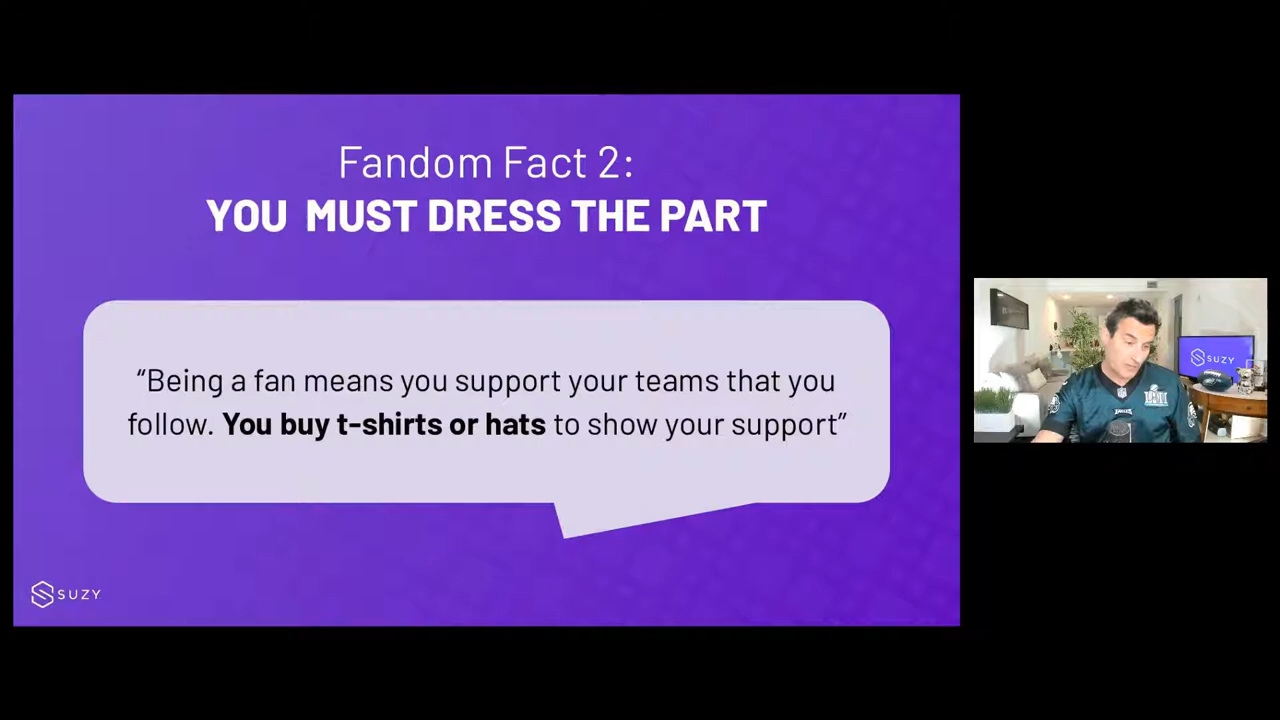 Fandom Fact 2:
YOU MUST DRESS THE PART
“Being a fan means you support your teams that you
follow. You buy t-shirts or hats to show your support”
SUZY
SUZY